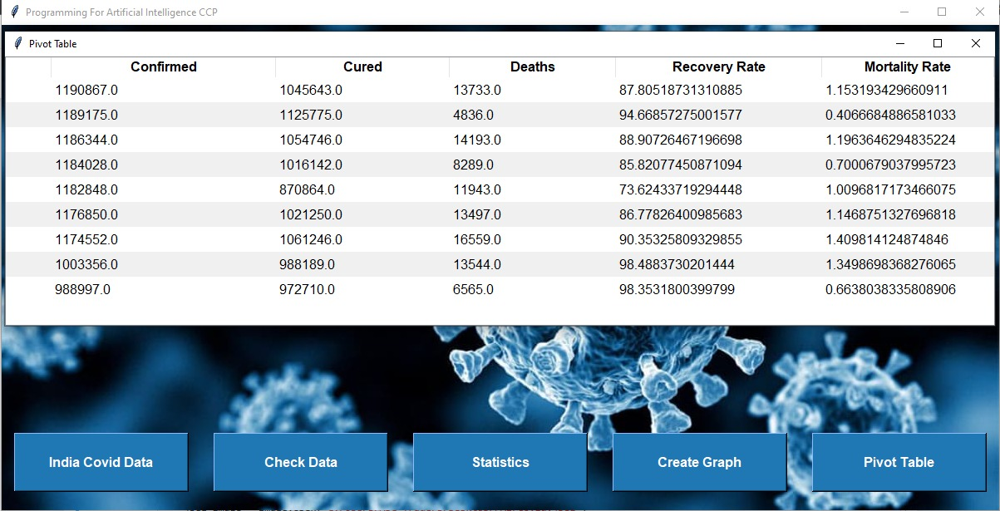 Programming For Artificial Intelligence CCP
Pivot Table
Confirmed Cured Deaths Recovery Rate Mortality Rate
1190867.0 1045643.0 13733.0 87.80518731310885 1.153193429660911
1189175.0 1125775.0 4836.0 94.66857275001577 0.4066684886581033
1186344.0 1054746.0 14193.0 88.90726467196698 1.1963646294835224
1184028.0 1016142.0 8289.0 85.82077450871094 0.7000679037995723
1182848.0 870864.0 11943.0 73.62433719294448 1.0096817173466075
1176850.0 1021250.0 13497.0 86.77826400985683 1.1468751327696818
1174552.0 1061246.0 16559.0 90.35325809329855 1.409814124874846
1003356.0 988189.0 13544.0 98.4883730201444 1.3498698368276065
988997.0 972710.0 6565.0 98.3531800399799 0.6638038335808906
India Covid Data Check Data Statistics Create Graph Pivot Table